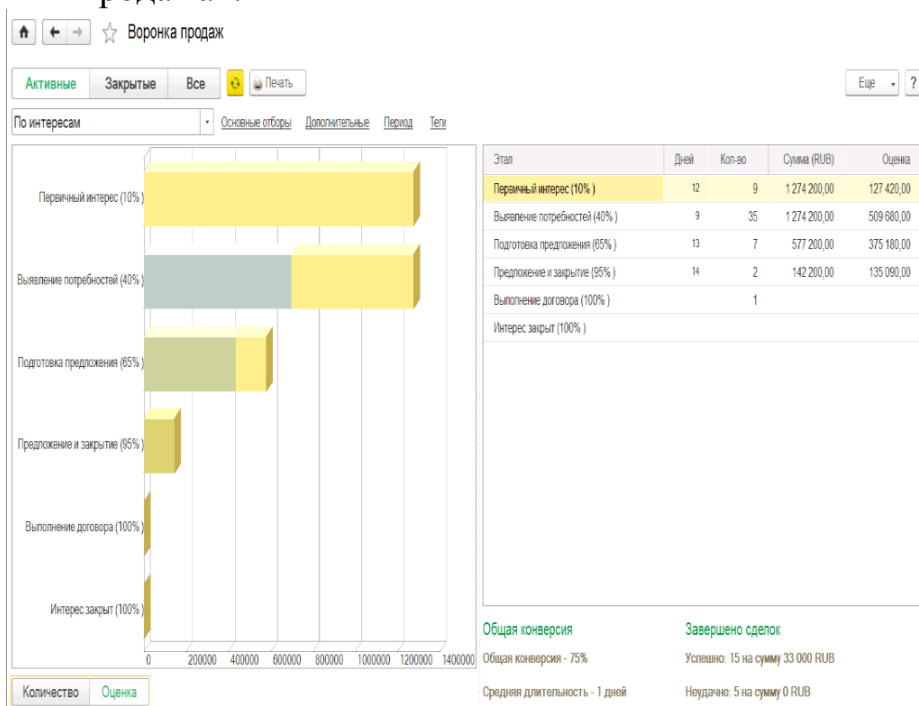 Воронка продаж
Активные Закрытые Все Печать Еще ?
По интересам Основные отборы Дополнительные Период Теги
Этап Дней Кол-во Сумма (RUB) Оценка
Первичный интерес (10% ) 12 9 1 274 200,00 127 420,00
Выявление потребностей (40% ) 9 35 1 274 200,00 509 680,00
Подготовка предложения (65% ) 13 7 577 200,00 375 180,00
Предложение и закрытие (95% ) 14 2 142 200,00 135 090,00
Выполнение договора (100% ) 1
Интерес закрыт (100% )
Первичный интерес (10% )
Выявление потребностей (40% )
Подготовка предложения (65% )
Предложение и закрытие (95% )
Выполнение договора (100% )
Интерес закрыт (100% )
0 200000 400000 600000 800000 1000000 1200000 1400000
Количество Оценка
Общая конверсия Завершено сделок
Общая конверсия - 75% Успешно: 15 на сумму 33 000 RUB
Средняя длительность - 1 дней Неудачно: 5 на сумму 0 RUB